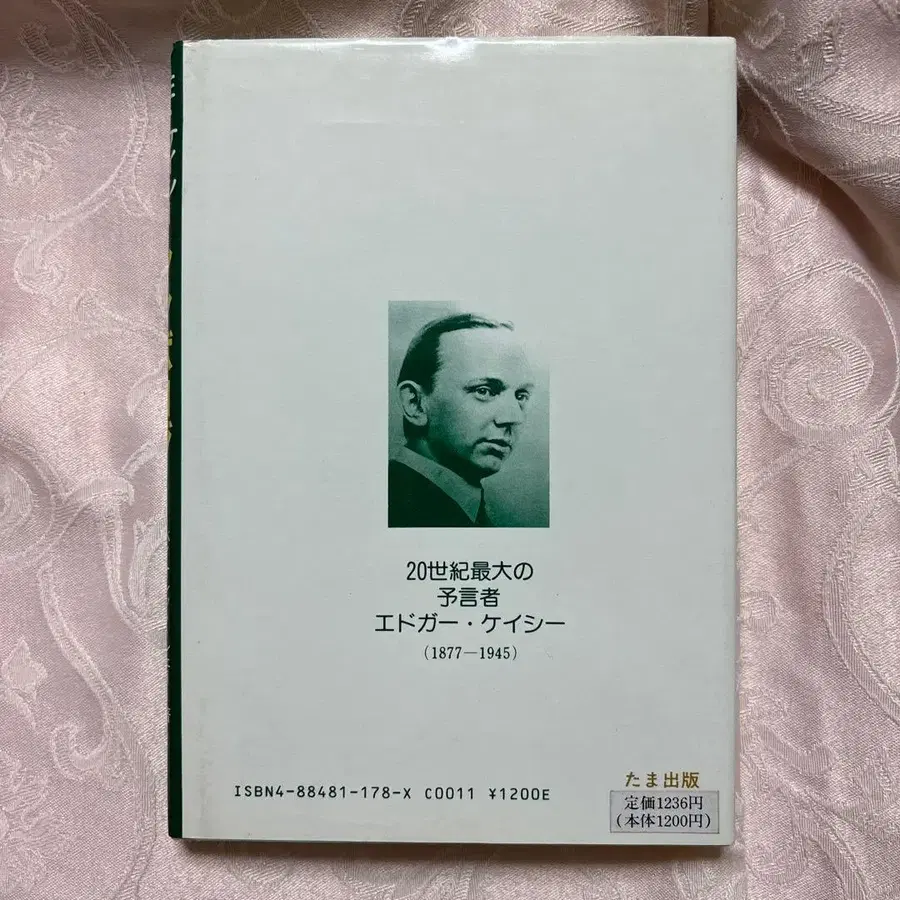 20世紀最大の
予言者
エドガー・ケイシー
(1877―1945)
ISBN4-88481-178-X C0011 ¥1200E
たま出版
定価1236円
(本体1200円)